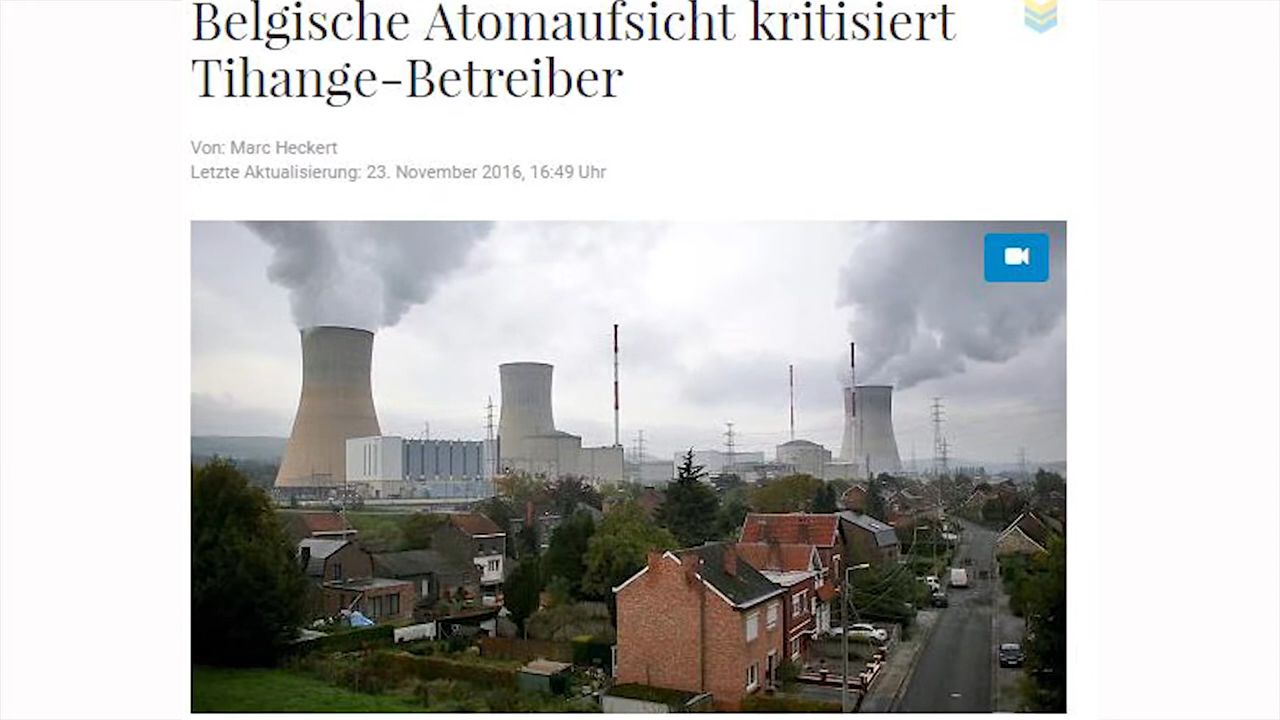 Belgische Atomaufsicht kritisiert
Tihange-Betreiber
Von: Marc Heckert
Letzte Aktualisierung: 23. November 2016, 16:49 Uhr